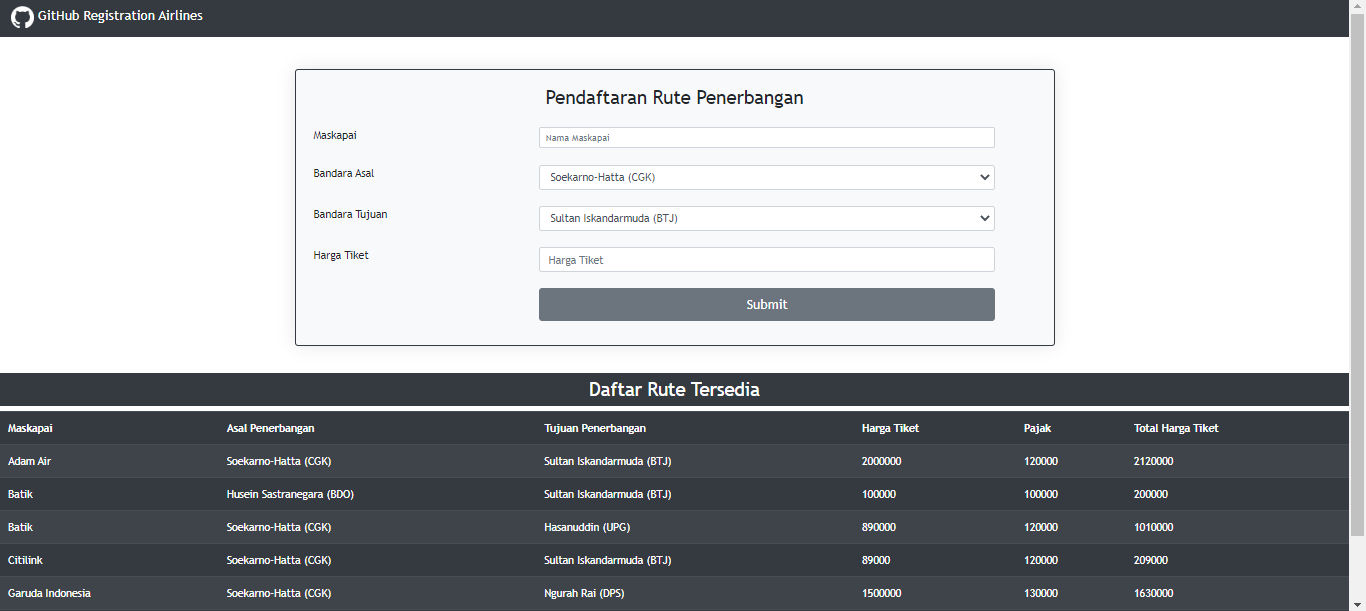 GitHub Registration Airlines
Pendaftaran Rute Penerbangan
Maskapai
Nama Maskapai
Bandara Asal
Soekarno-Hatta (CGK)
Bandara Tujuan
Sultan Iskandarmuda (BTJ)
Harga Tiket
Harga Tiket
Submit
Daftar Rute Tersedia
Maskapai Asal Penerbangan Tujuan Penerbangan Harga Tiket Pajak Total Harga Tiket
Adam Air Soekarno-Hatta (CGK) Sultan Iskandarmuda (BTJ) 2000000 120000 2120000
Batik Husein Sastranegara (BDO) Sultan Iskandarmuda (BTJ) 100000 100000 200000
Batik Soekarno-Hatta (CGK) Hasanuddin (UPG) 890000 120000 1010000
Citilink Soekarno-Hatta (CGK) Sultan Iskandarmuda (BTJ) 89000 120000 209000
Garuda Indonesia Soekarno-Hatta (CGK) Ngurah Rai (DPS) 1500000 130000 1630000